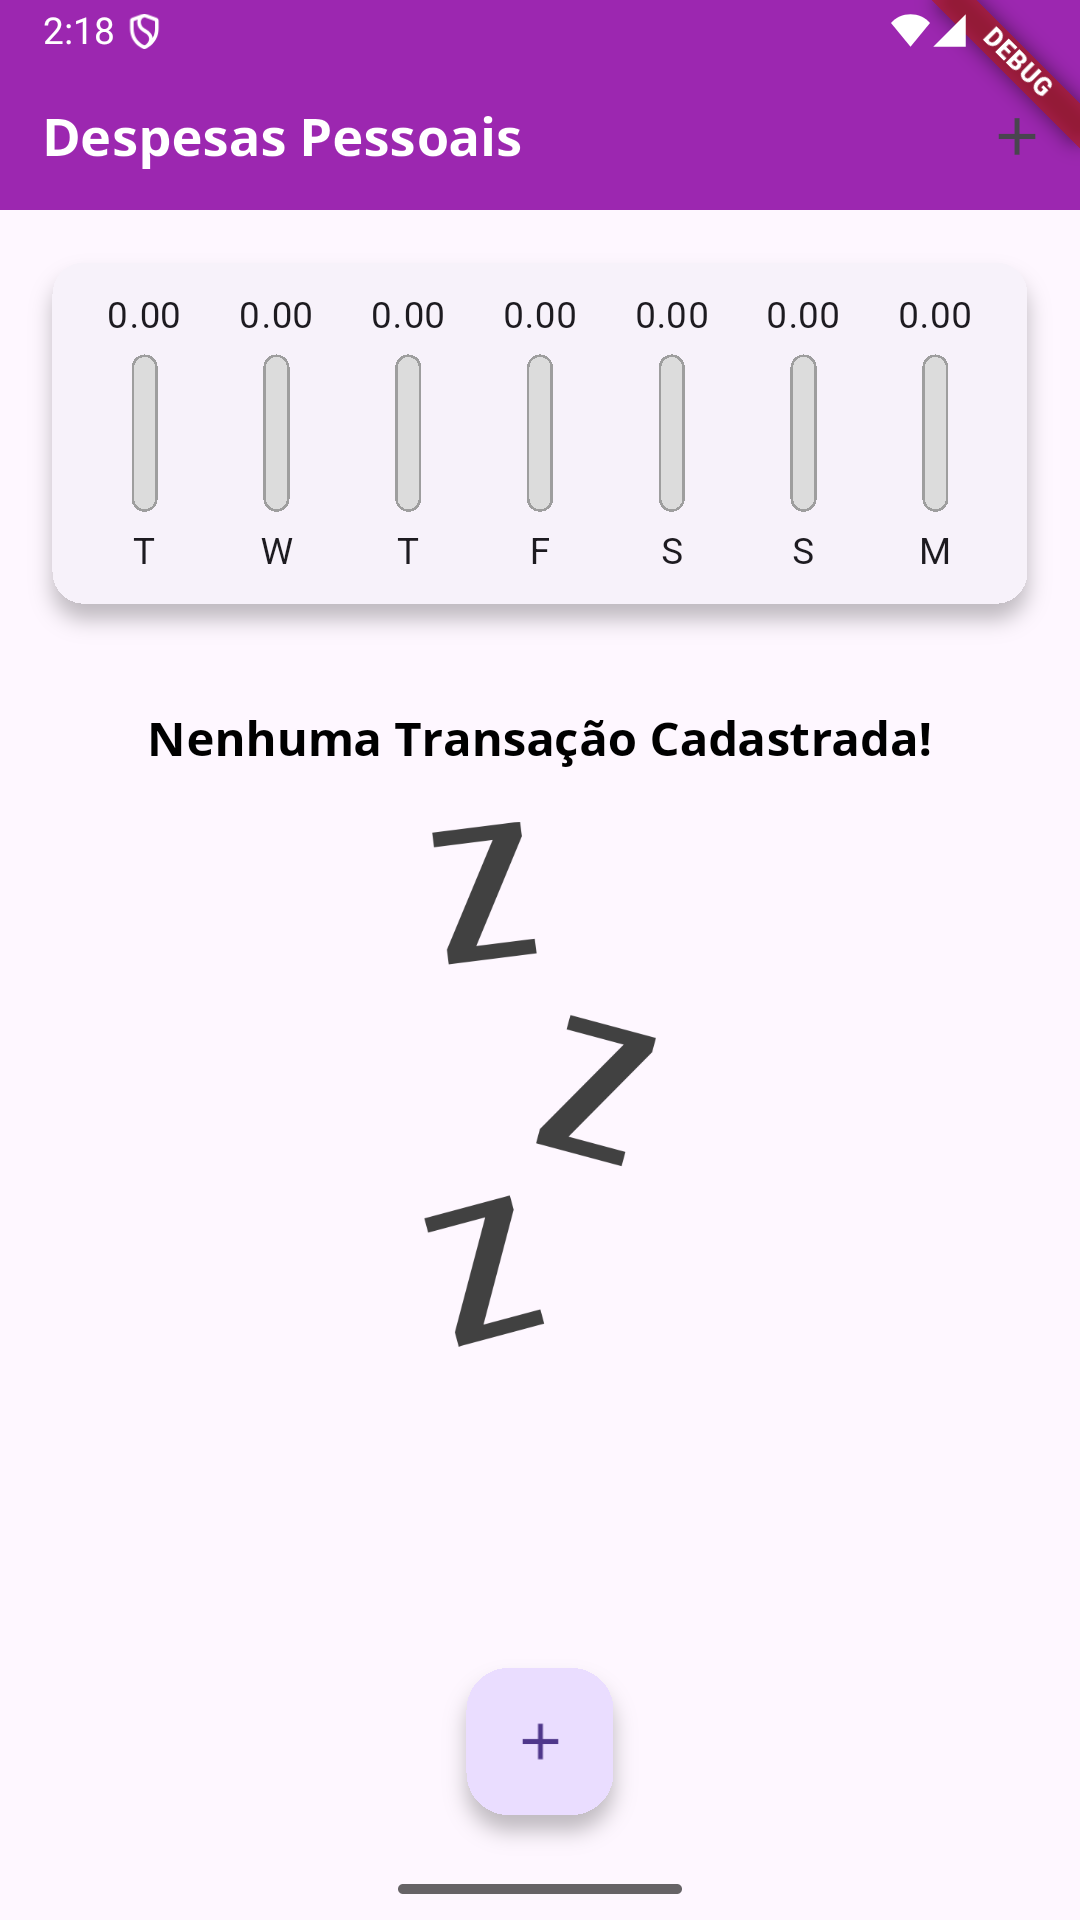 2:18
DEBUG
Despesas Pessoais
0.00 0.00 0.00 0.00 0.00 0.00 0.00
T W T F S S M
Nenhuma Transação Cadastrada!
Z
Z
Z